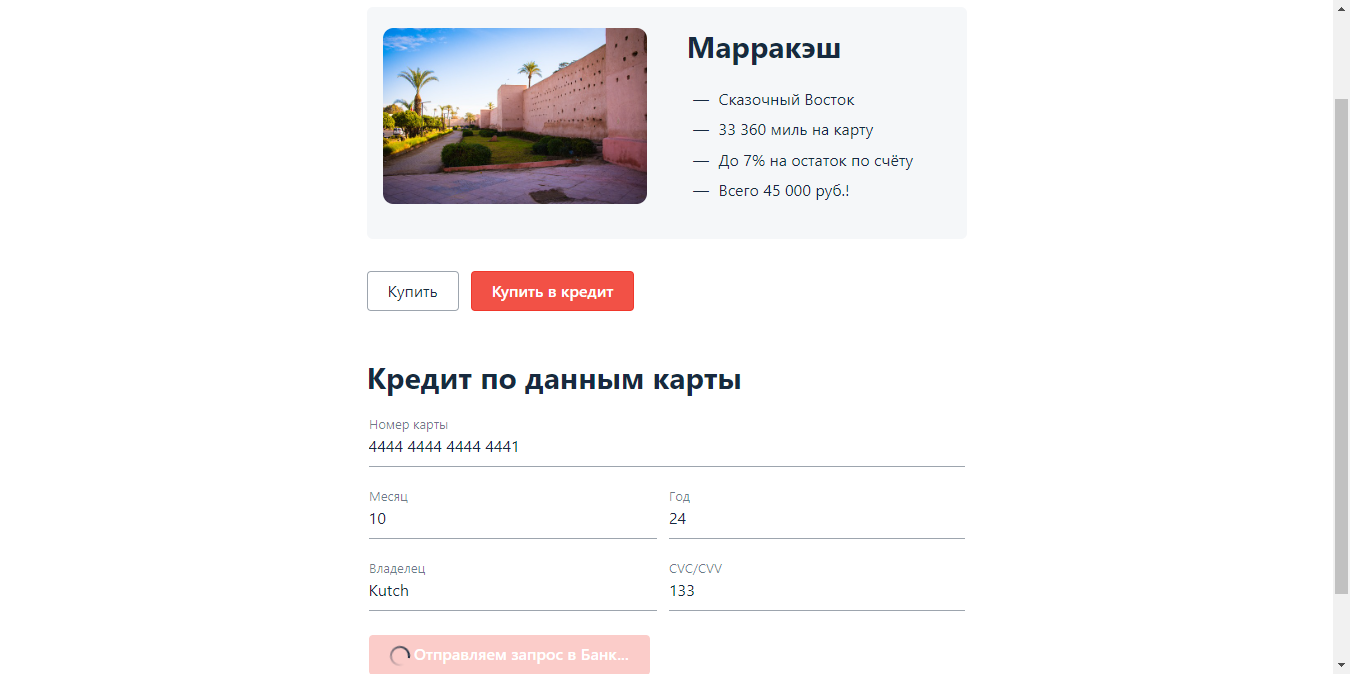 Марракэш
— Сказочный Восток
— 33 360 миль на карту
— До 7% на остаток по счёту
— Всего 45 000 руб.!
Купить
Купить в кредит
Кредит по данным карты
Номер карты
4444 4444 4444 4441
Месяц
Год
10
24
Владелец
CVC/CVV
Kutch
133
Отправляем запрос в Банк...